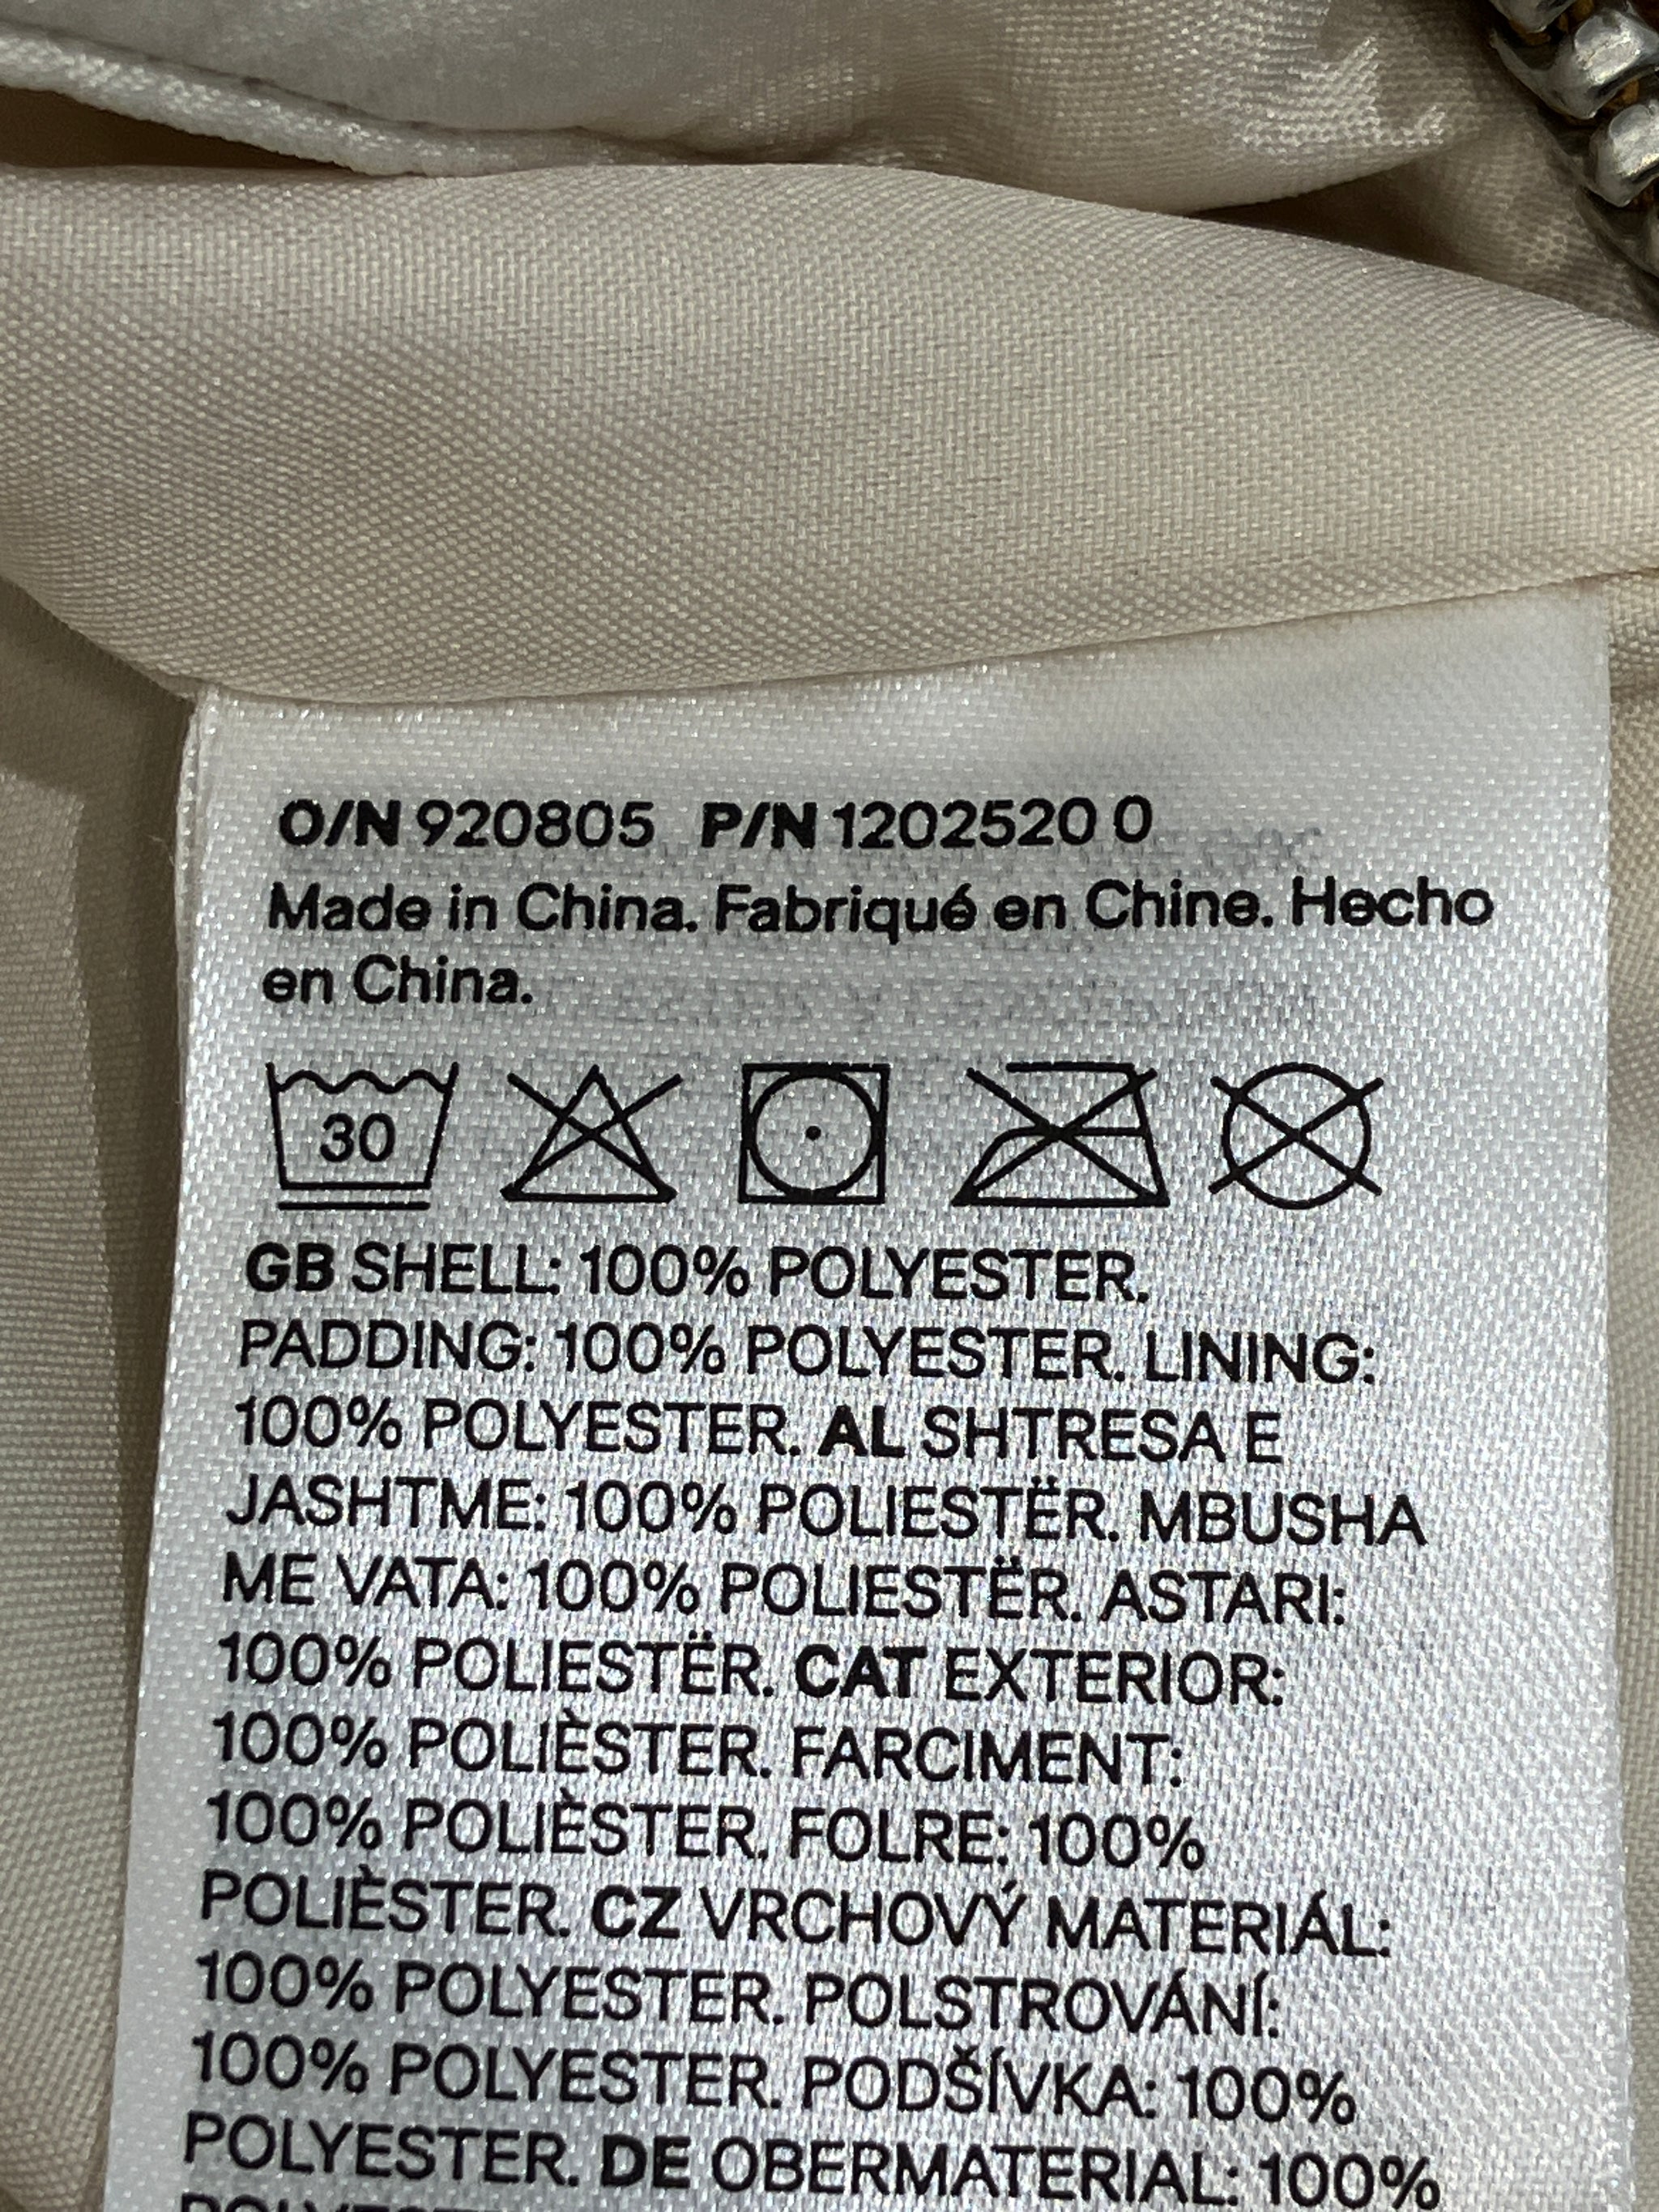 O/N 920805 P/N 1202520 0
Made in China. Fabriqué en Chine. Hecho
en China.
30
GB SHELL: 100% POLYESTER.
PADDING: 100% POLYESTER. LINING:
100% POLYESTER. AL SHTRESA E
JASHTME: 100% POLIESTËR. MBUSHA
ME VATA: 100% POLIESTËR. ASTARI:
100% POLIESTËR. CAT EXTERIOR:
100% POLIÈSTER. FARCIMENT:
100% POLIÈSTER. FOLRE: 100%
POLIÈSTER. CZ VRCHOVÝ MATERIÁL:
100% POLYESTER. POLSTROVÁNÍ:
100% POLYESTER. PODŠÍVKA: 100%
POLYESTER. DE OBERMATERIAL: 100%